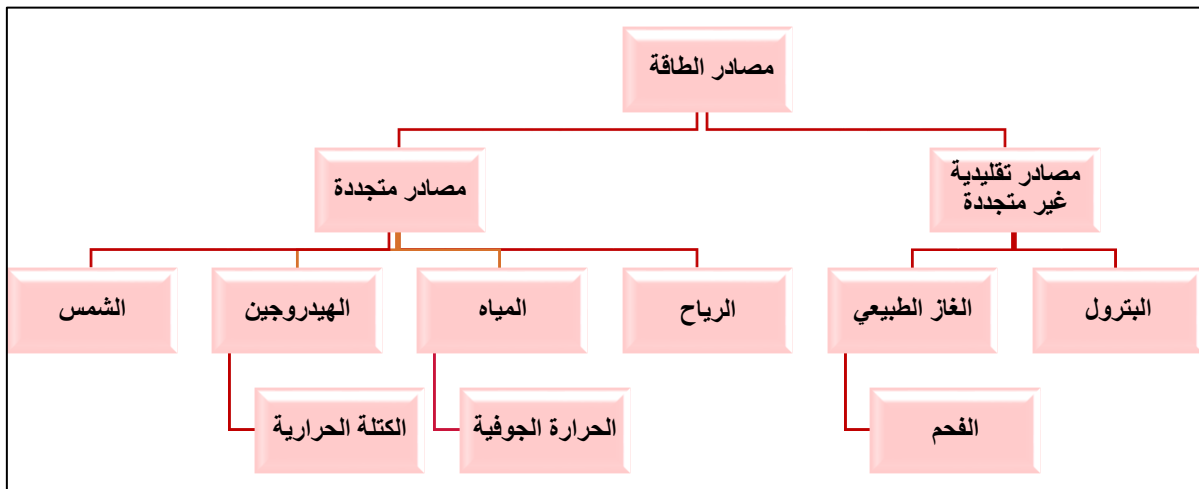 مصادر الطاقة
مصادر تقليدية
غير متجددة
مصادر متجددة
البترول
الغاز الطبيعي
الرياح
المياه
الهيدروجين
الشمس
الفحم
الحرارة الجوفية
الكتلة الحرارية